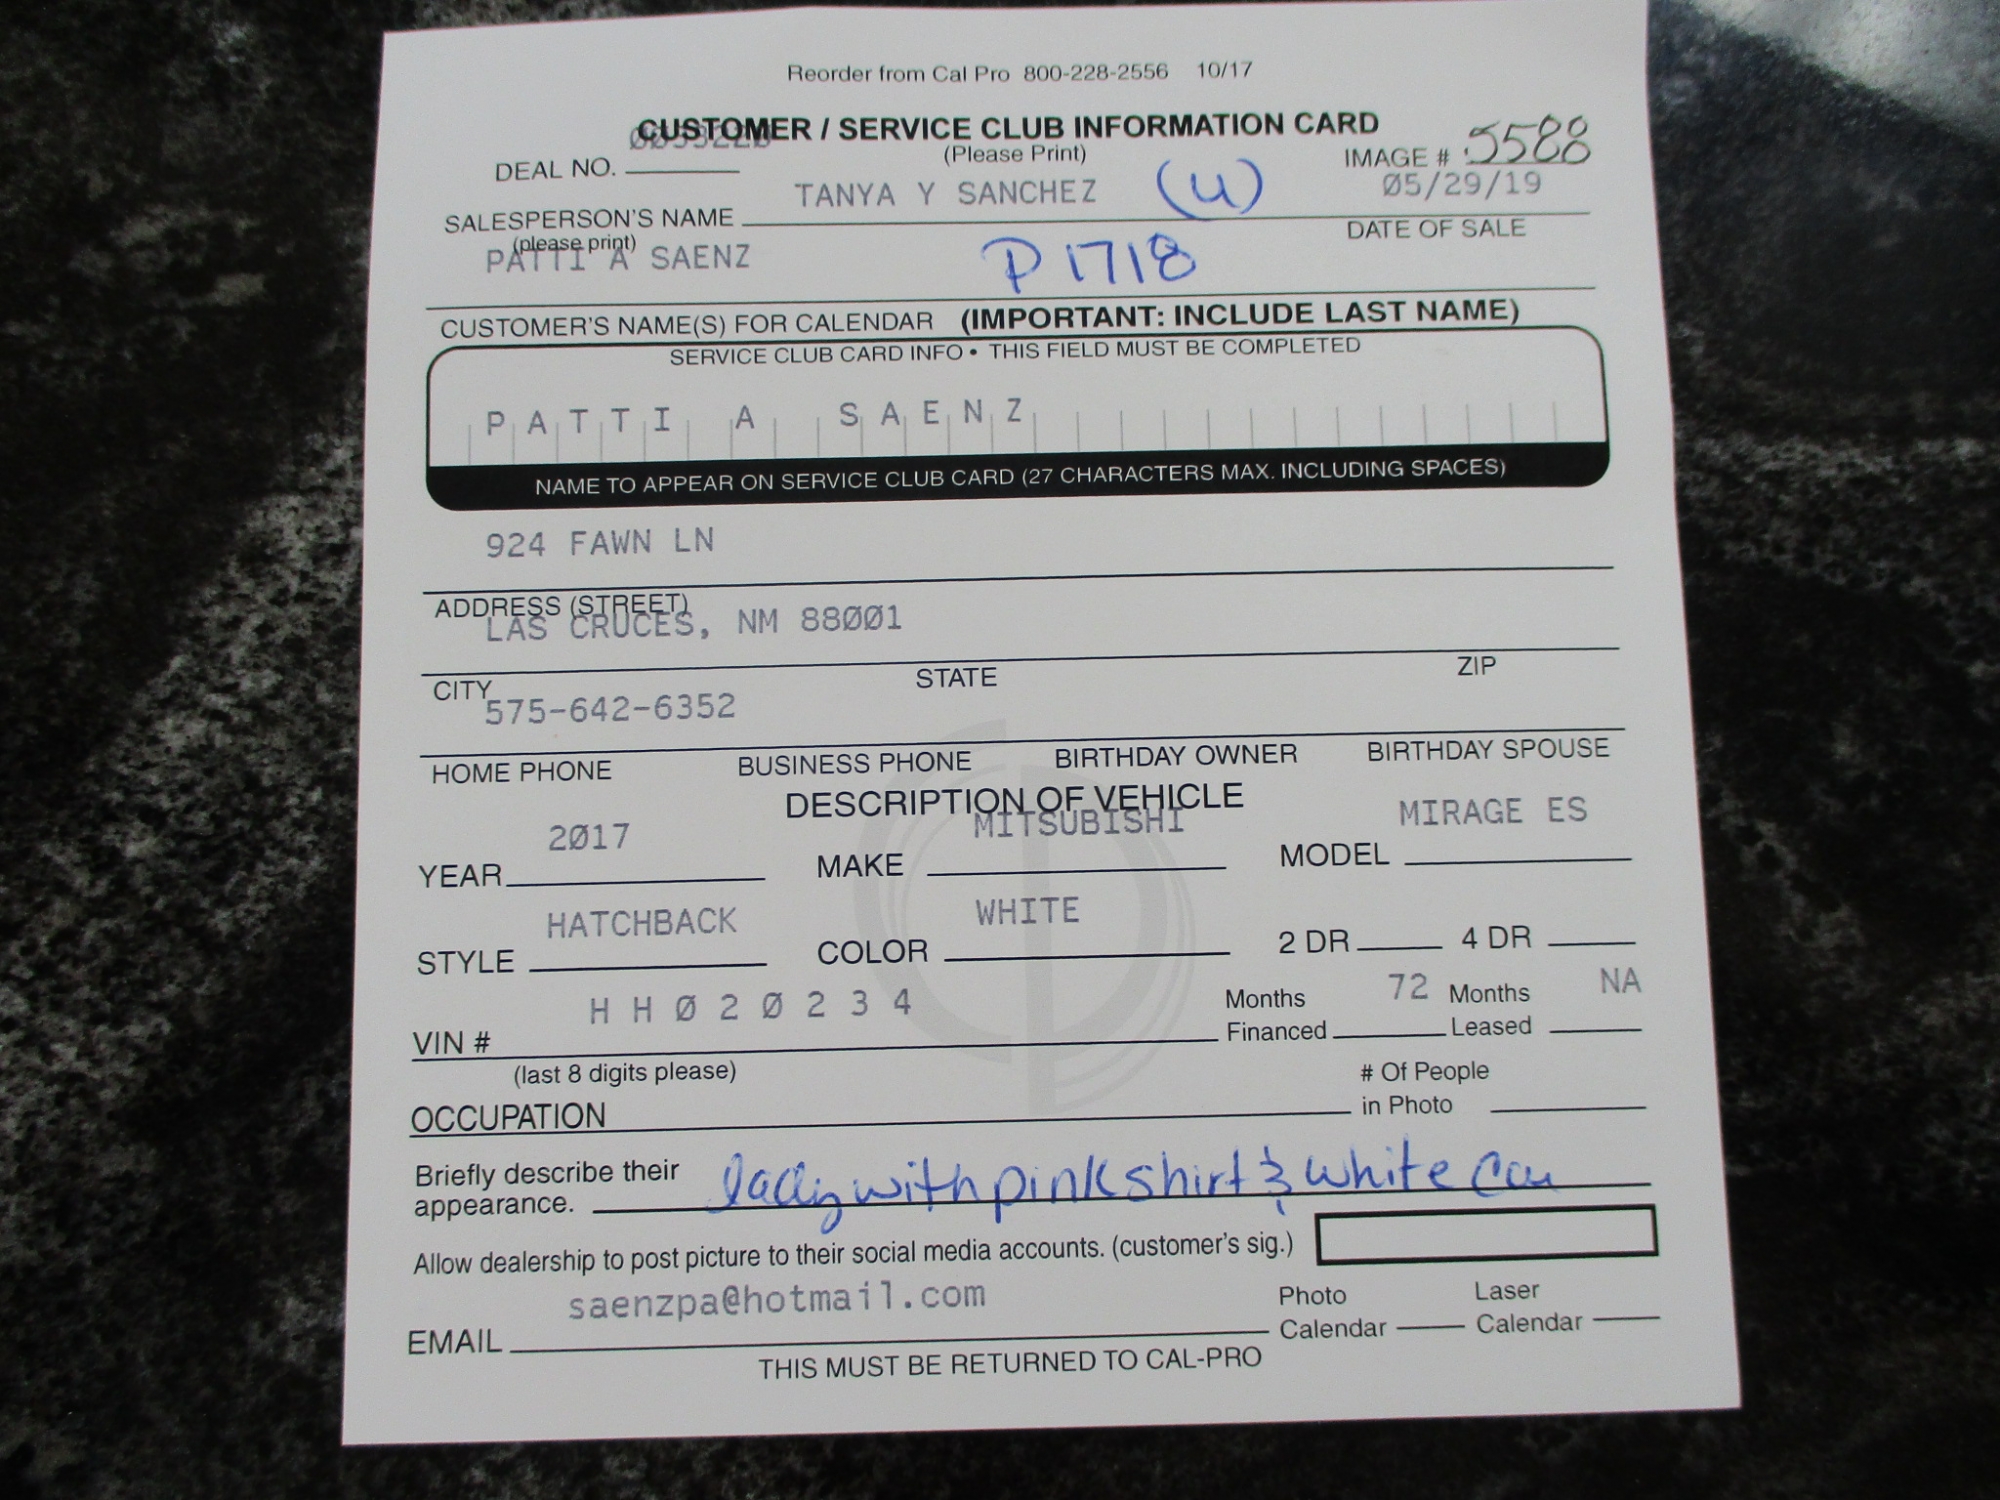 Reorder from Cal Pro 800-228-2556 10/17
CUSTOMER / SERVICE CLUB INFORMATION CARD
(Please Print)
DEAL NO.
IMAGE # 5588
TANYA Y SANCHEZ (U) 05/29/19
SALESPERSON'S NAME
DATE OF SALE
(please print)
PATTI A SAENZ P1718
CUSTOMER'S NAME(S) FOR CALENDAR (IMPORTANT: INCLUDE LAST NAME)
SERVICE CLUB CARD INFO • THIS FIELD MUST BE COMPLETED
PATTI A SAENZ
NAME TO APPEAR ON SERVICE CLUB CARD (27 CHARACTERS MAX. INCLUDING SPACES)
924 FAWN LN
ADDRESS (STREET)
LAS CRUCES, NM 88001
CITY STATE ZIP
575-642-6352
HOME PHONE BUSINESS PHONE BIRTHDAY OWNER BIRTHDAY SPOUSE
DESCRIPTION OF VEHICLE
2017 MITSUBISHI MIRAGE ES
YEAR MAKE MODEL
HATCHBACK WHITE
STYLE COLOR 2 DR 4 DR
HH020234 Months 72 Months NA
VIN # Financed Leased
(last 8 digits please) # Of People
OCCUPATION in Photo
Briefly describe their
appearance. lady with pink shirt & white car
Allow dealership to post picture to their social media accounts. (customer's sig.)
saenzpa@hotmail.com Photo Laser
EMAIL Calendar Calendar
THIS MUST BE RETURNED TO CAL-PRO